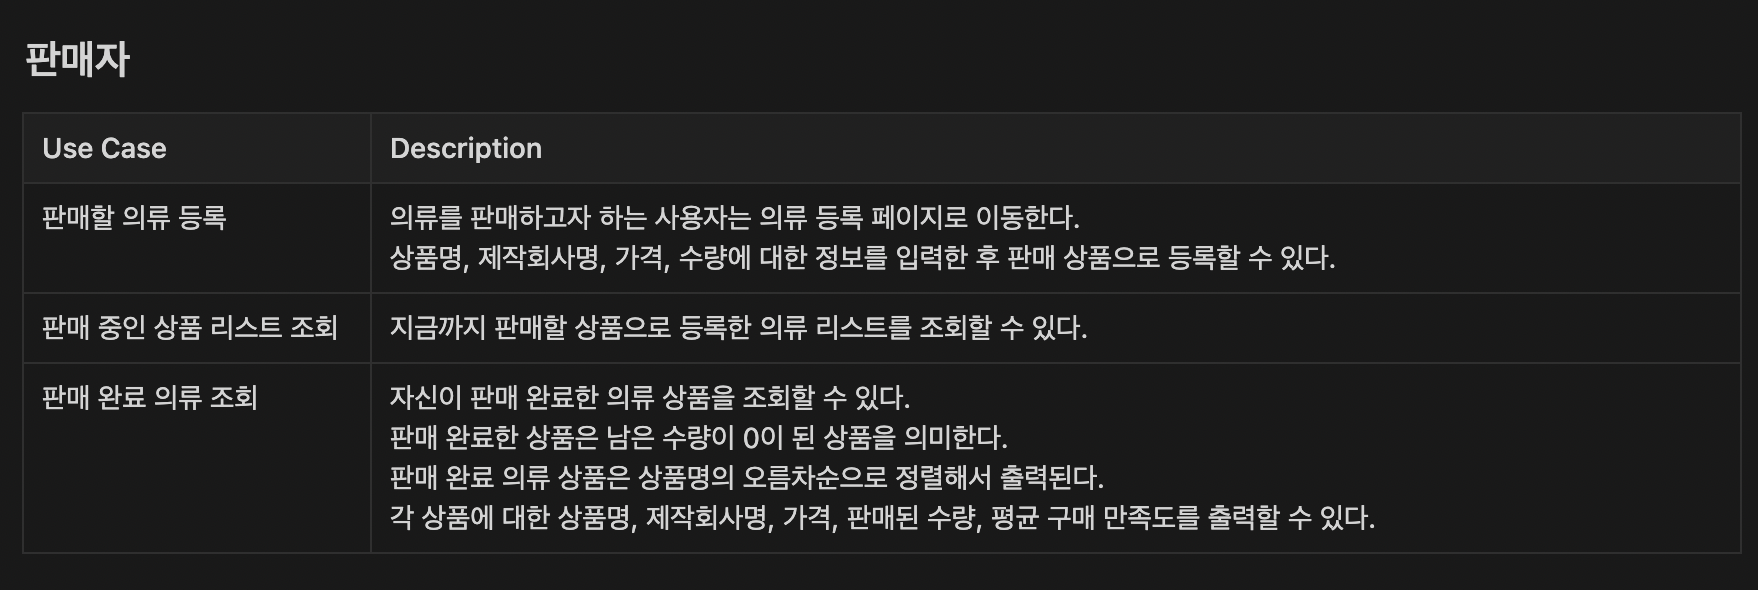 판매자
Use Case
Description
판매할 의류 등록
의류를 판매하고자 하는 사용자는 의류 등록 페이지로 이동한다.
상품명, 제작회사명, 가격, 수량에 대한 정보를 입력한 후 판매 상품으로 등록할 수 있다.
판매 중인 상품 리스트 조회
지금까지 판매할 상품으로 등록한 의류 리스트를 조회할 수 있다.
판매 완료 의류 조회
자신이 판매 완료한 의류 상품을 조회할 수 있다.
판매 완료한 상품은 남은 수량이 0이 된 상품을 의미한다.
판매 완료 의류 상품은 상품명의 오름차순으로 정렬해서 출력된다.
각 상품에 대한 상품명, 제작회사명, 가격, 판매된 수량, 평균 구매 만족도를 출력할 수 있다.